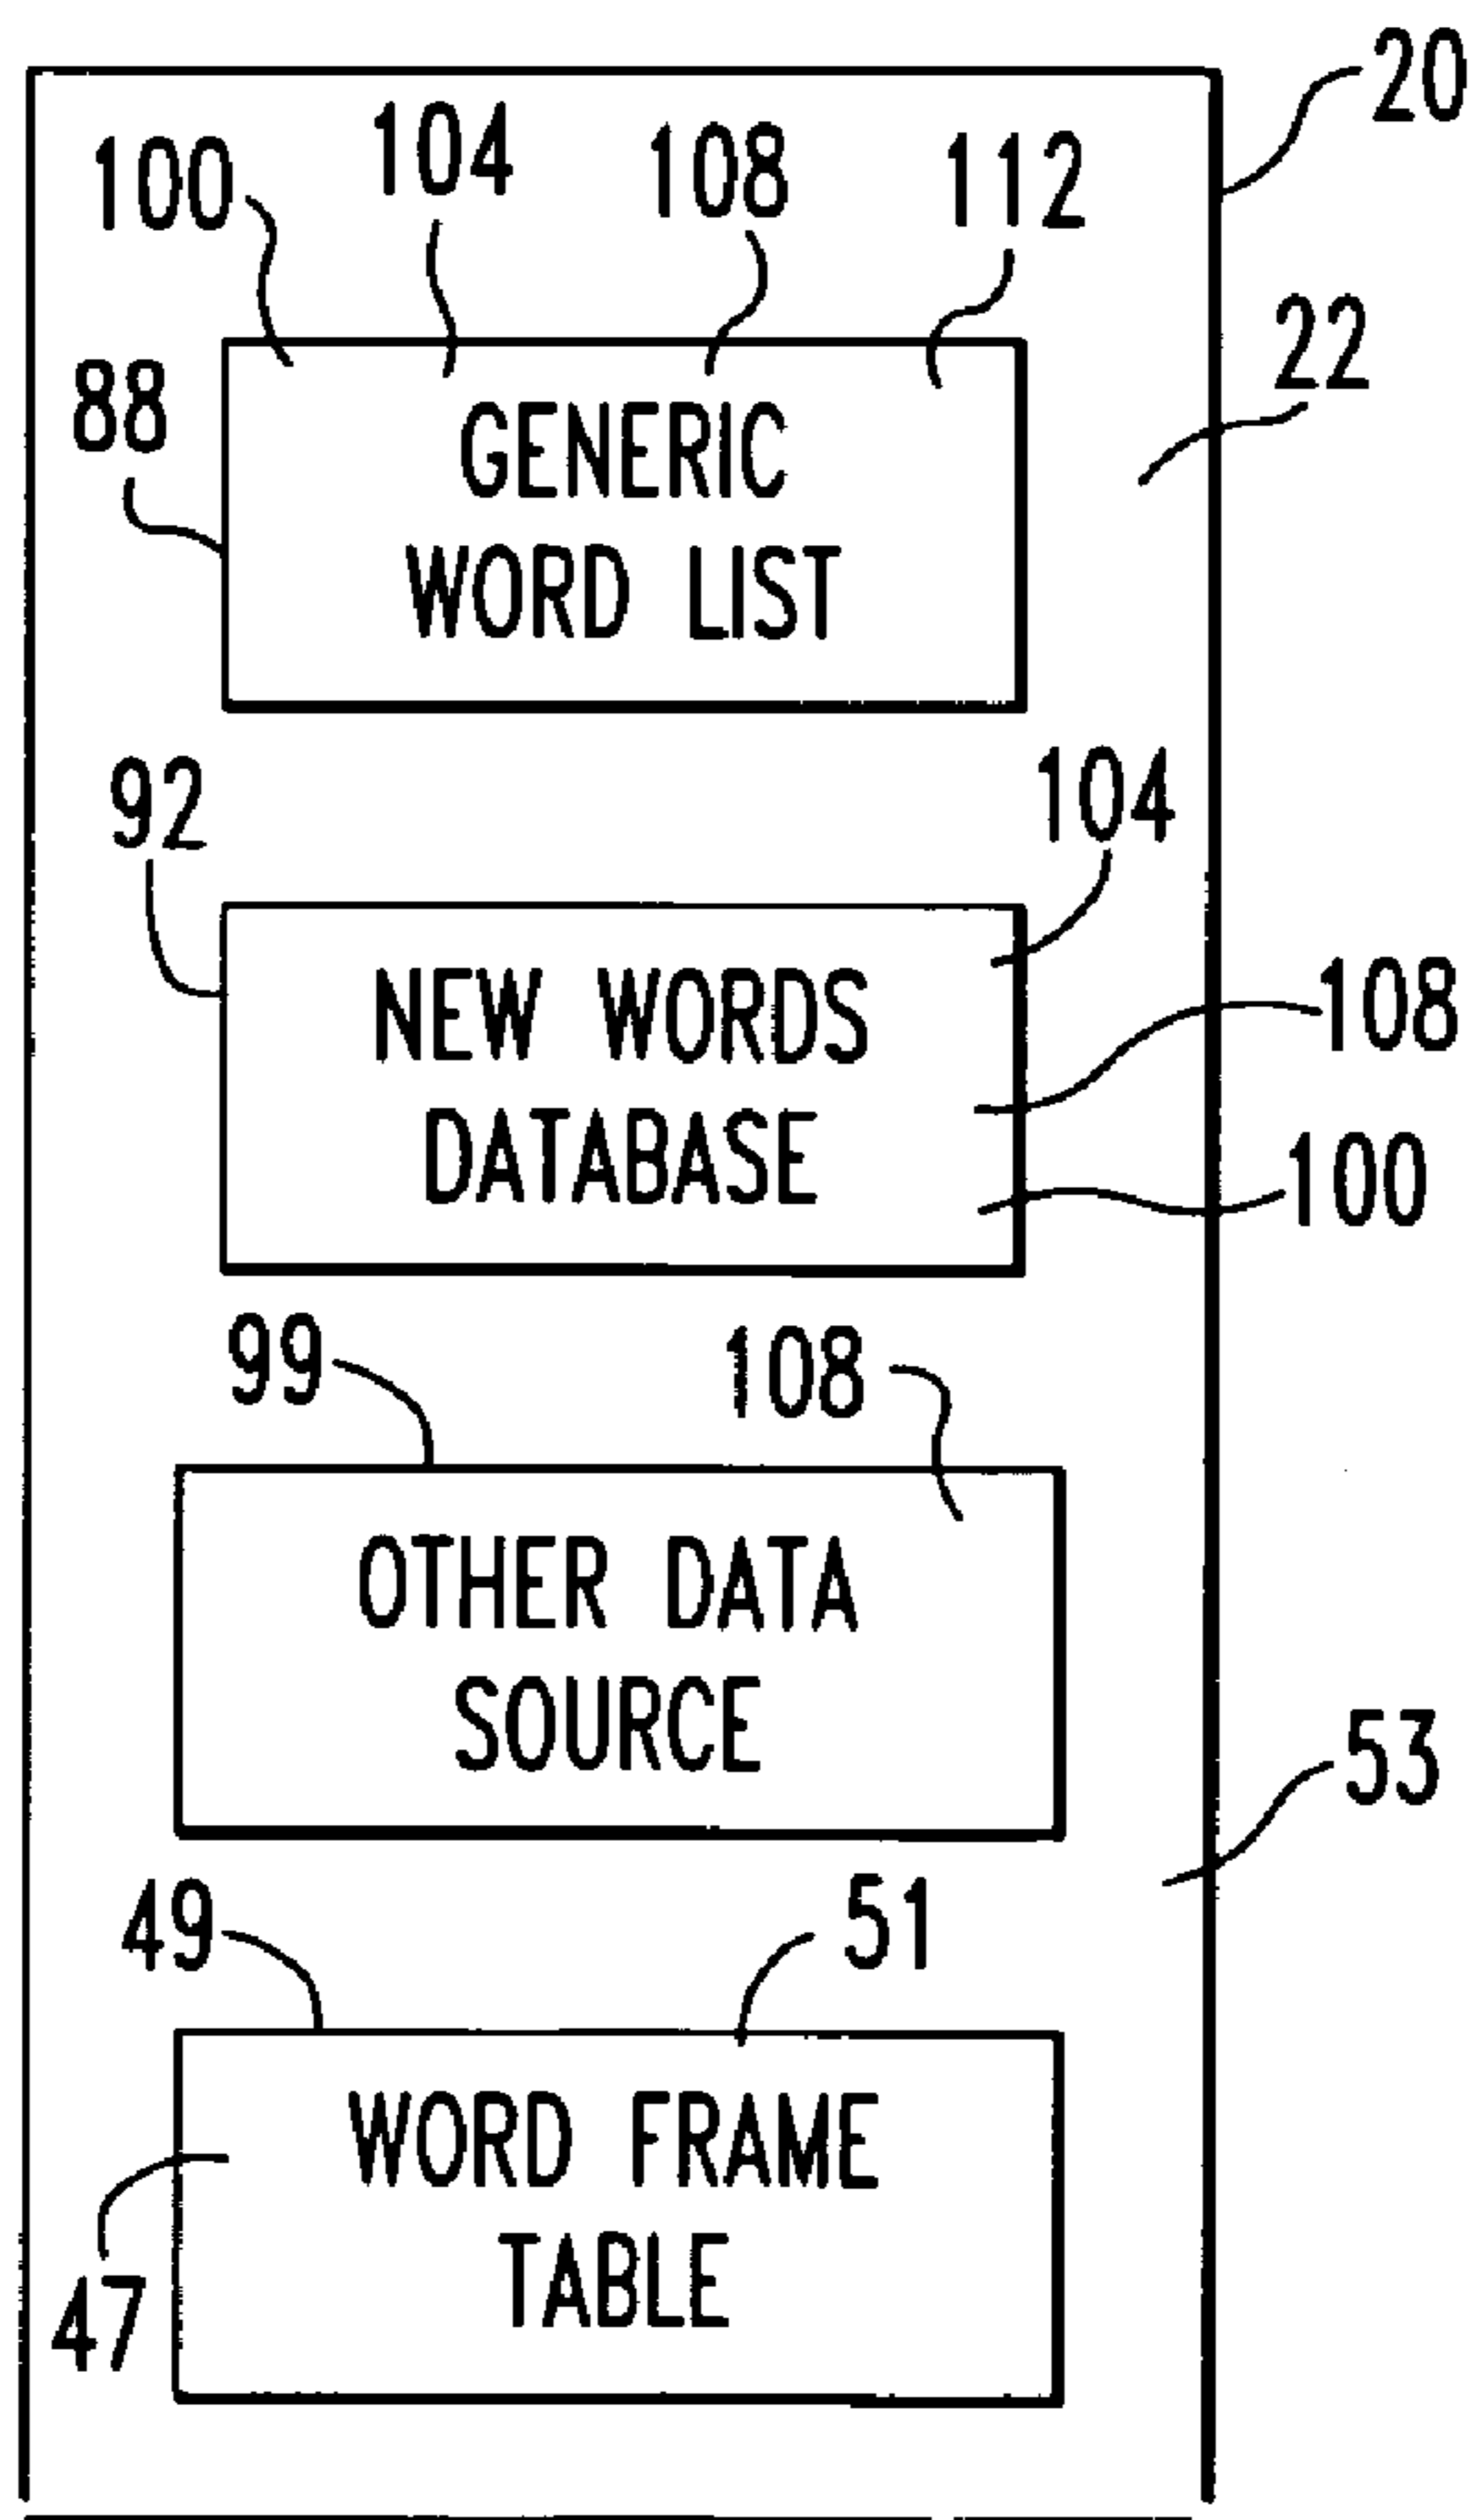 20
100 104 108 112
22
88
GENERIC
WORD LIST
92
104
NEW WORDS
DATABASE
108
100
99
108
OTHER DATA
SOURCE
53
49
51
WORD FRAME
TABLE
47